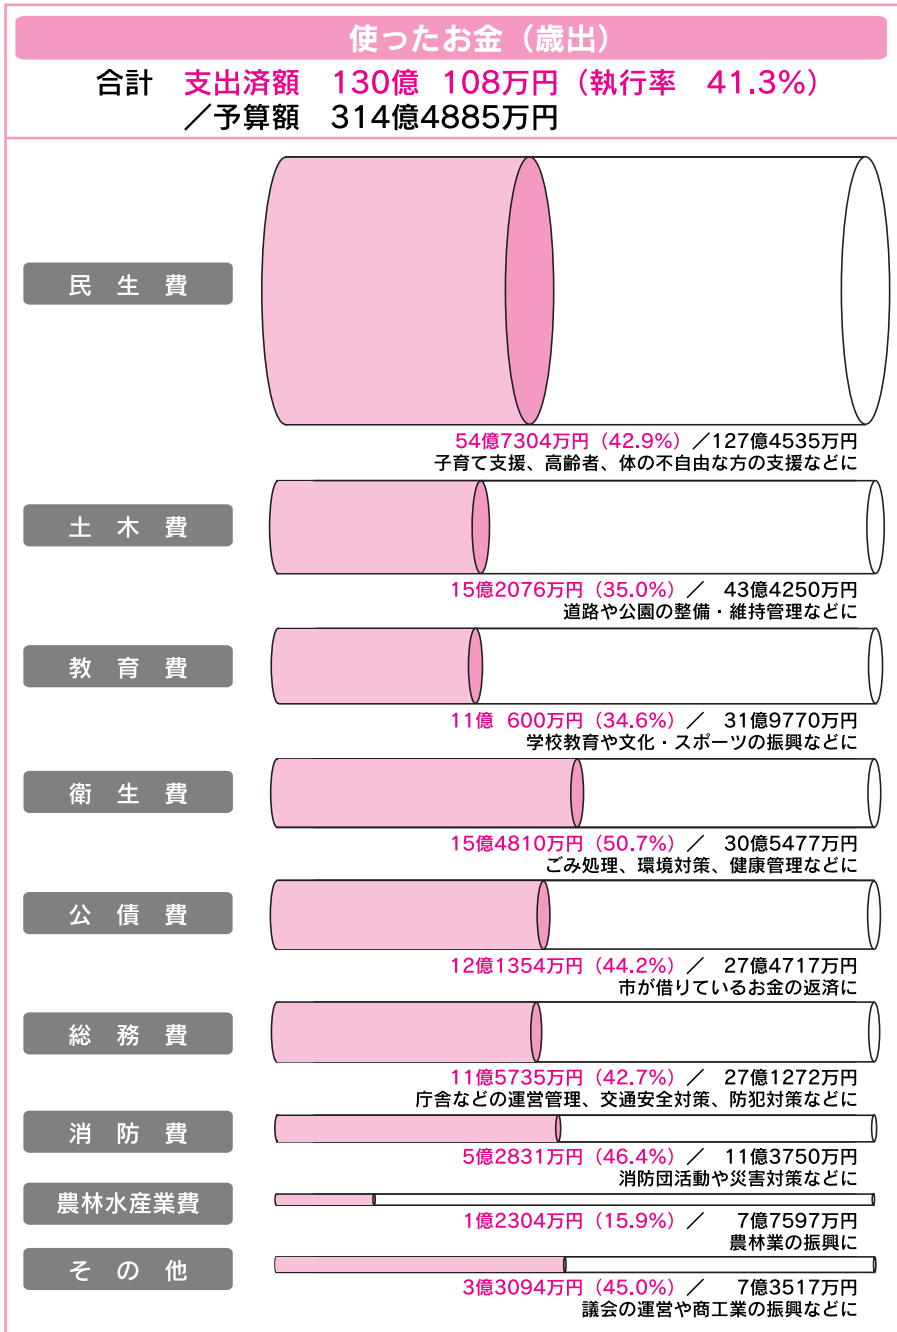 使ったお金（歳出）
合計　支出済額　130億　108万円（執行率　41.3%）
／予算額　314億4885万円
民生費
54億7304万円（42.9%）／127億4535万円
子育て支援、高齢者、体の不自由な方の支援などに
土木費
15億2076万円（35.0%）／　43億4250万円
道路や公園の整備・維持管理などに
教育費
11億　600万円（34.6%）／　31億9770万円
学校教育や文化・スポーツの振興などに
衛生費
15億4810万円（50.7%）／　30億5477万円
ごみ処理、環境対策、健康管理などに
公債費
12億1354万円（44.2%）／　27億4717万円
市が借りているお金の返済に
総務費
11億5735万円（42.7%）／　27億1272万円
庁舎などの運営管理、交通安全対策、防犯対策などに
消防費
5億2831万円（46.4%）／　11億3750万円
消防団活動や災害対策などに
農林水産業費
1億2304万円（15.9%）／　7億7597万円
農林業の振興に
その他
3億3094万円（45.0%）／　7億3517万円
議会の運営や商工業の振興などに